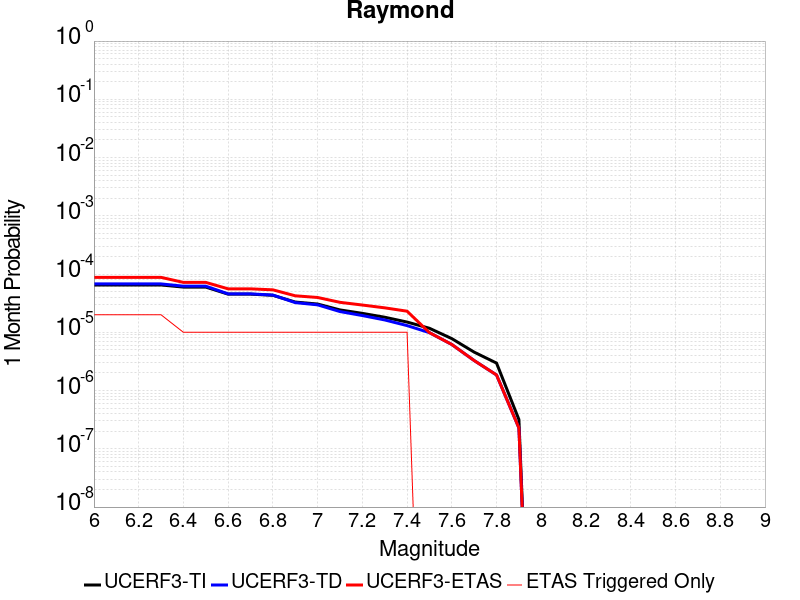 Raymond
10 0
10 -1
10 -2
10 -3
10 -4
10 -5
10 -6
10 -7
10 -8
1 Month Probability
6 6.2 6.4 6.6 6.8 7 7.2 7.4 7.6 7.8 8 8.2 8.4 8.6 8.8 9
Magnitude
UCERF3-TI UCERF3-TD UCERF3-ETAS ETAS Triggered Only